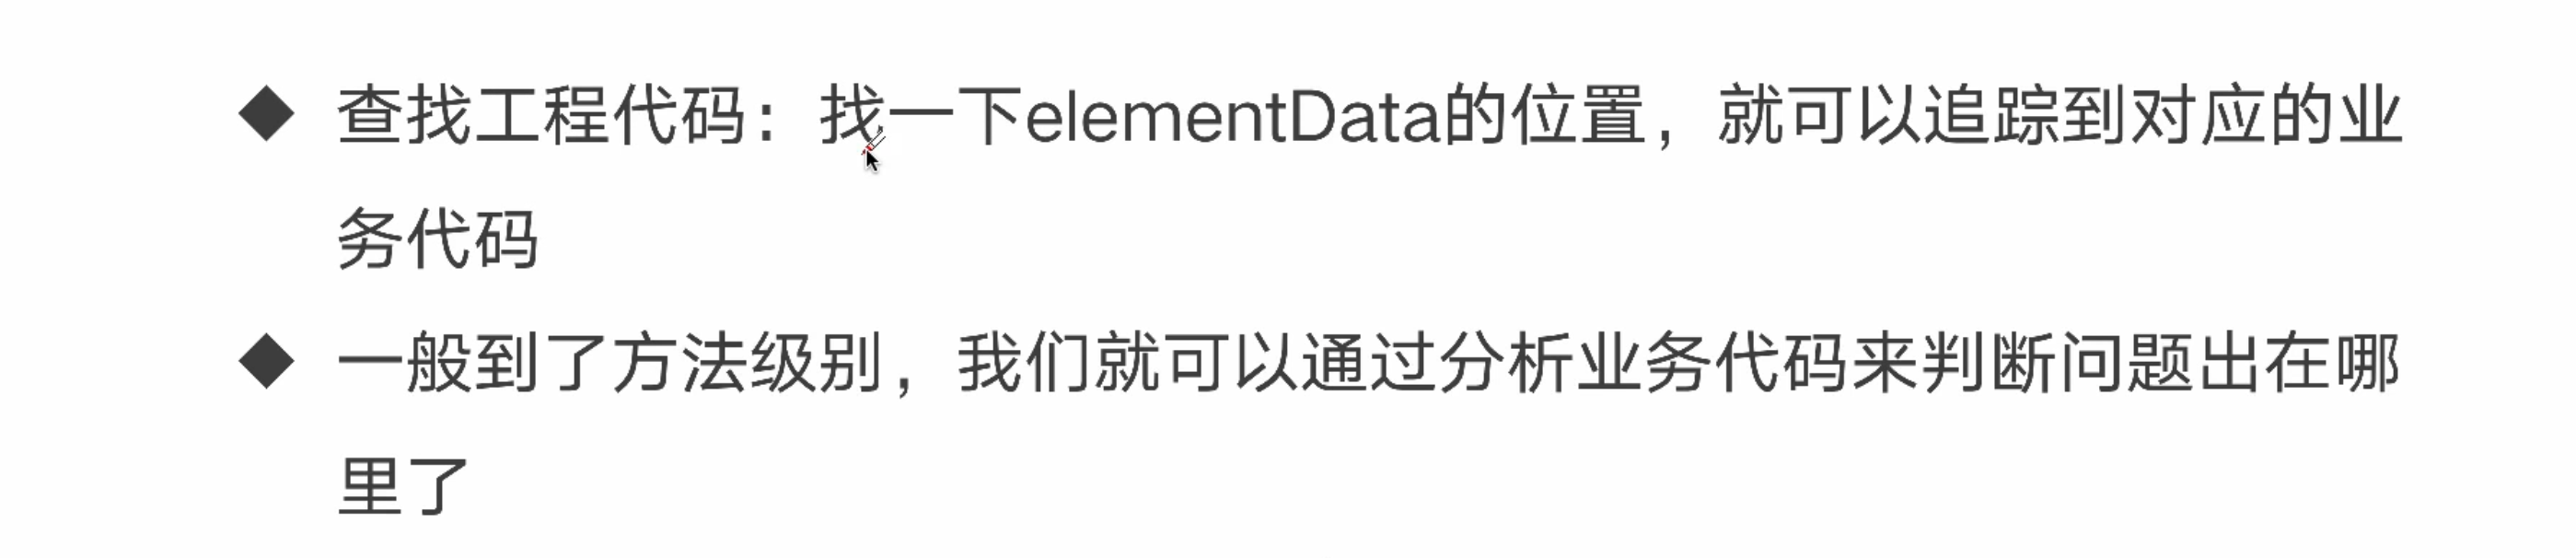 ◆ 查找工程代码：找一下elementData的位置，就可以追踪到对应的业
务代码
◆ 一般到了方法级别，我们就可以通过分析业务代码来判断问题出在哪
里了